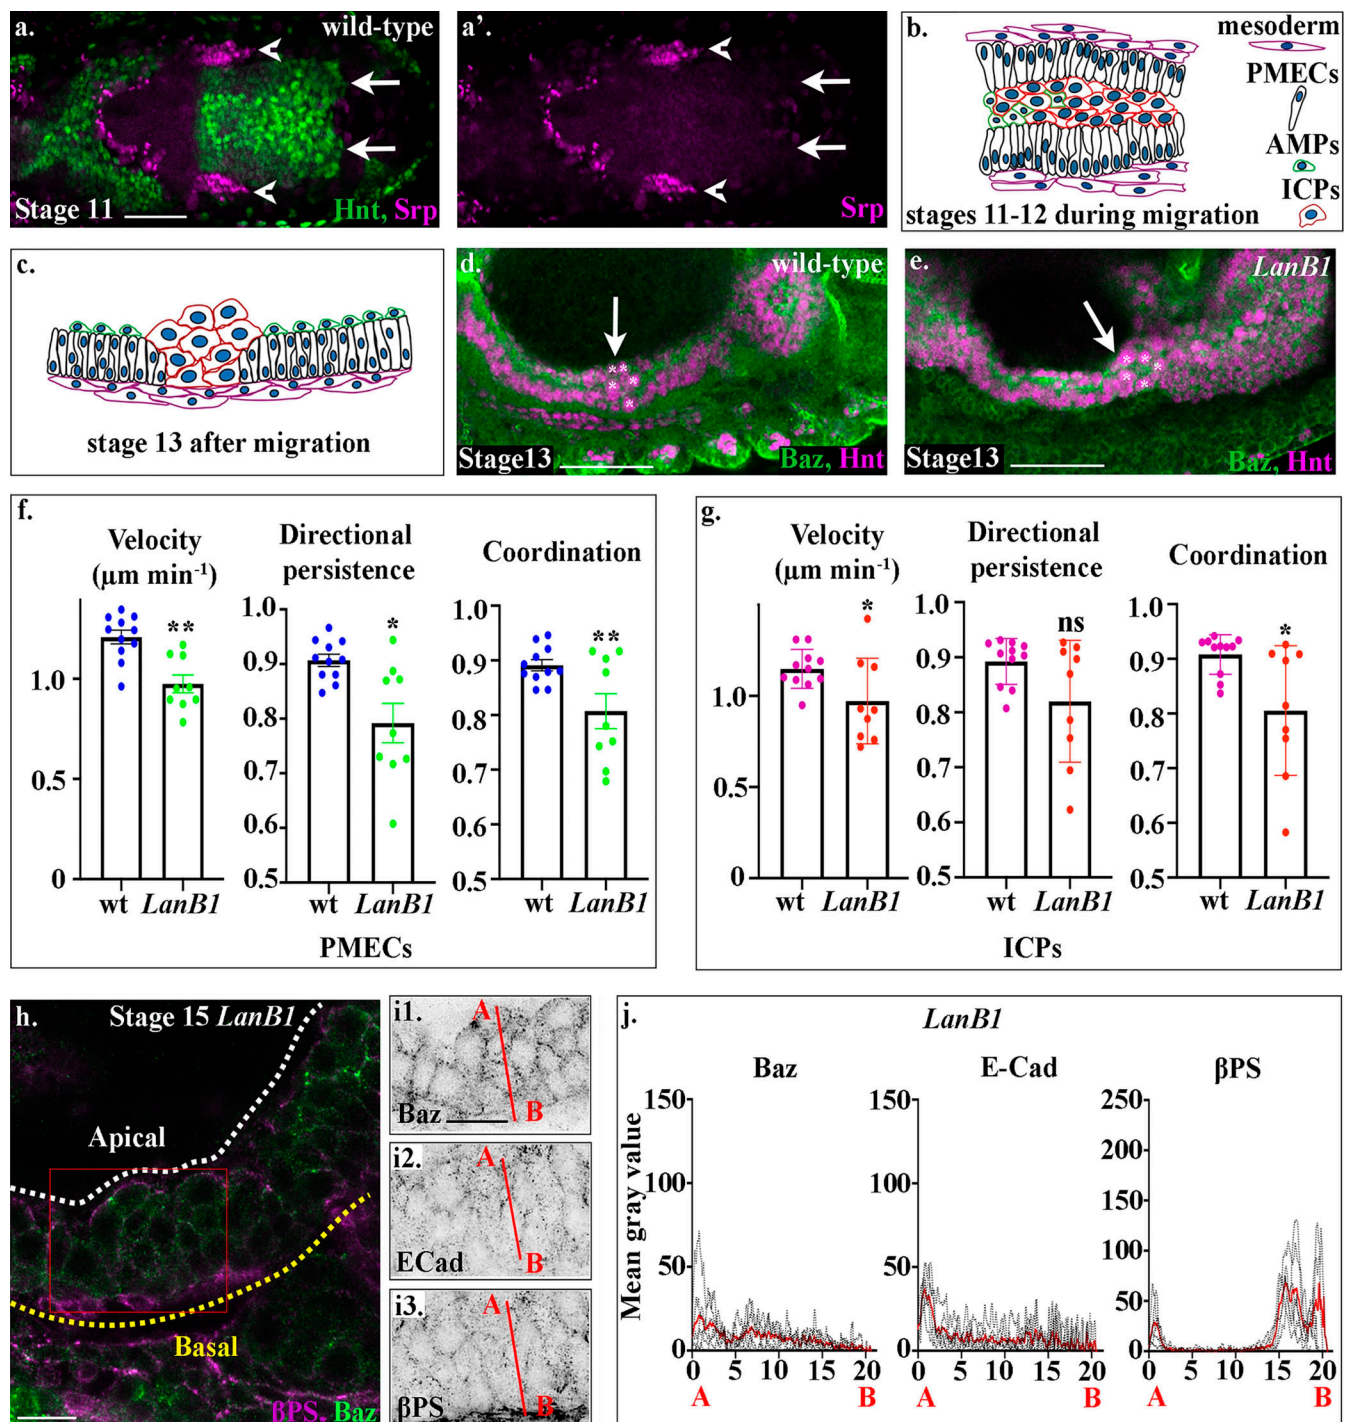 a.
wild-type
Stage 11
Hnt, Srp
a'.
Srp
b.
mesoderm
PMECs
AMPs
ICPs
stages 11-12 during migration
c.
stage 13 after migration
d.
wild-type
Stage13
Baz, Hnt
e.
LanB1
Stage13
Baz, Hnt
f.
Velocity
(µm min-1)
Directional
persistence
Coordination
1.0
0.5
0
**
wt
LanB1
1.0
0.9
0.8
0.7
0.6
0.5
*
wt
LanB1
1.0
0.9
0.8
0.7
0.6
0.5
**
wt
LanB1
PMECs
g.
Velocity
(µm min-1)
Directional
persistence
Coordination
1.0
0.5
0
*
wt
LanB1
1.0
0.9
0.8
0.7
0.6
0.5
ns
wt
LanB1
1.0
0.9
0.8
0.7
0.6
0.5
*
wt
LanB1
ICPs
h.
Stage 15 LanB1
Apical
Basal
βPS, Baz
i1.
A
B
Baz
i2.
A
B
ECad
i3.
A
B
βPS
j.
LanB1
Baz
E-Cad
βPS
Mean gray value
150
100
50
0
0 5 10 15 20
A B
150
100
50
0
0 5 10 15 20
A B
250
200
150
100
50
0
0 5 10 15 20
A B